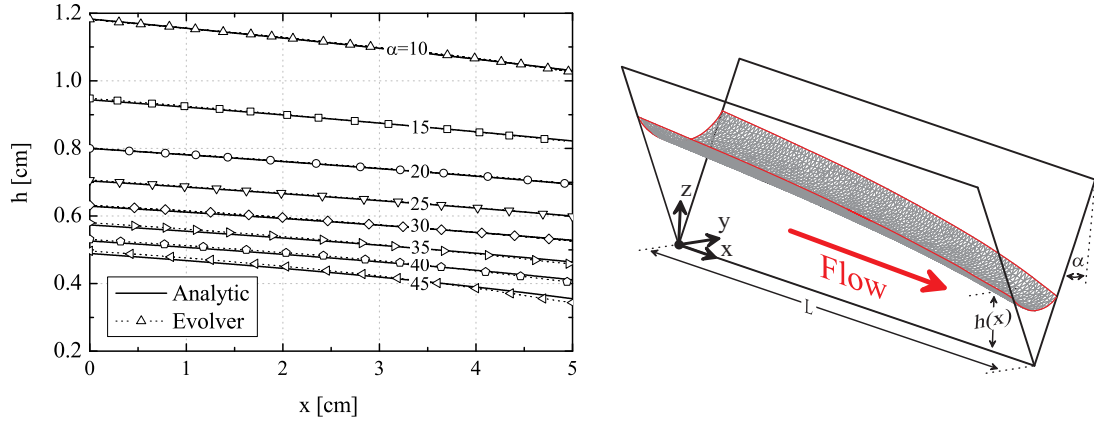 1.2
1.0
0.8
0.6
0.4
0.2
h [cm]
α=10
15
20
25
30
35
40
45
Analytic
Evolver
0 1 2 3 4 5
x [cm]
z
y
x
Flow
L
h(x)
α